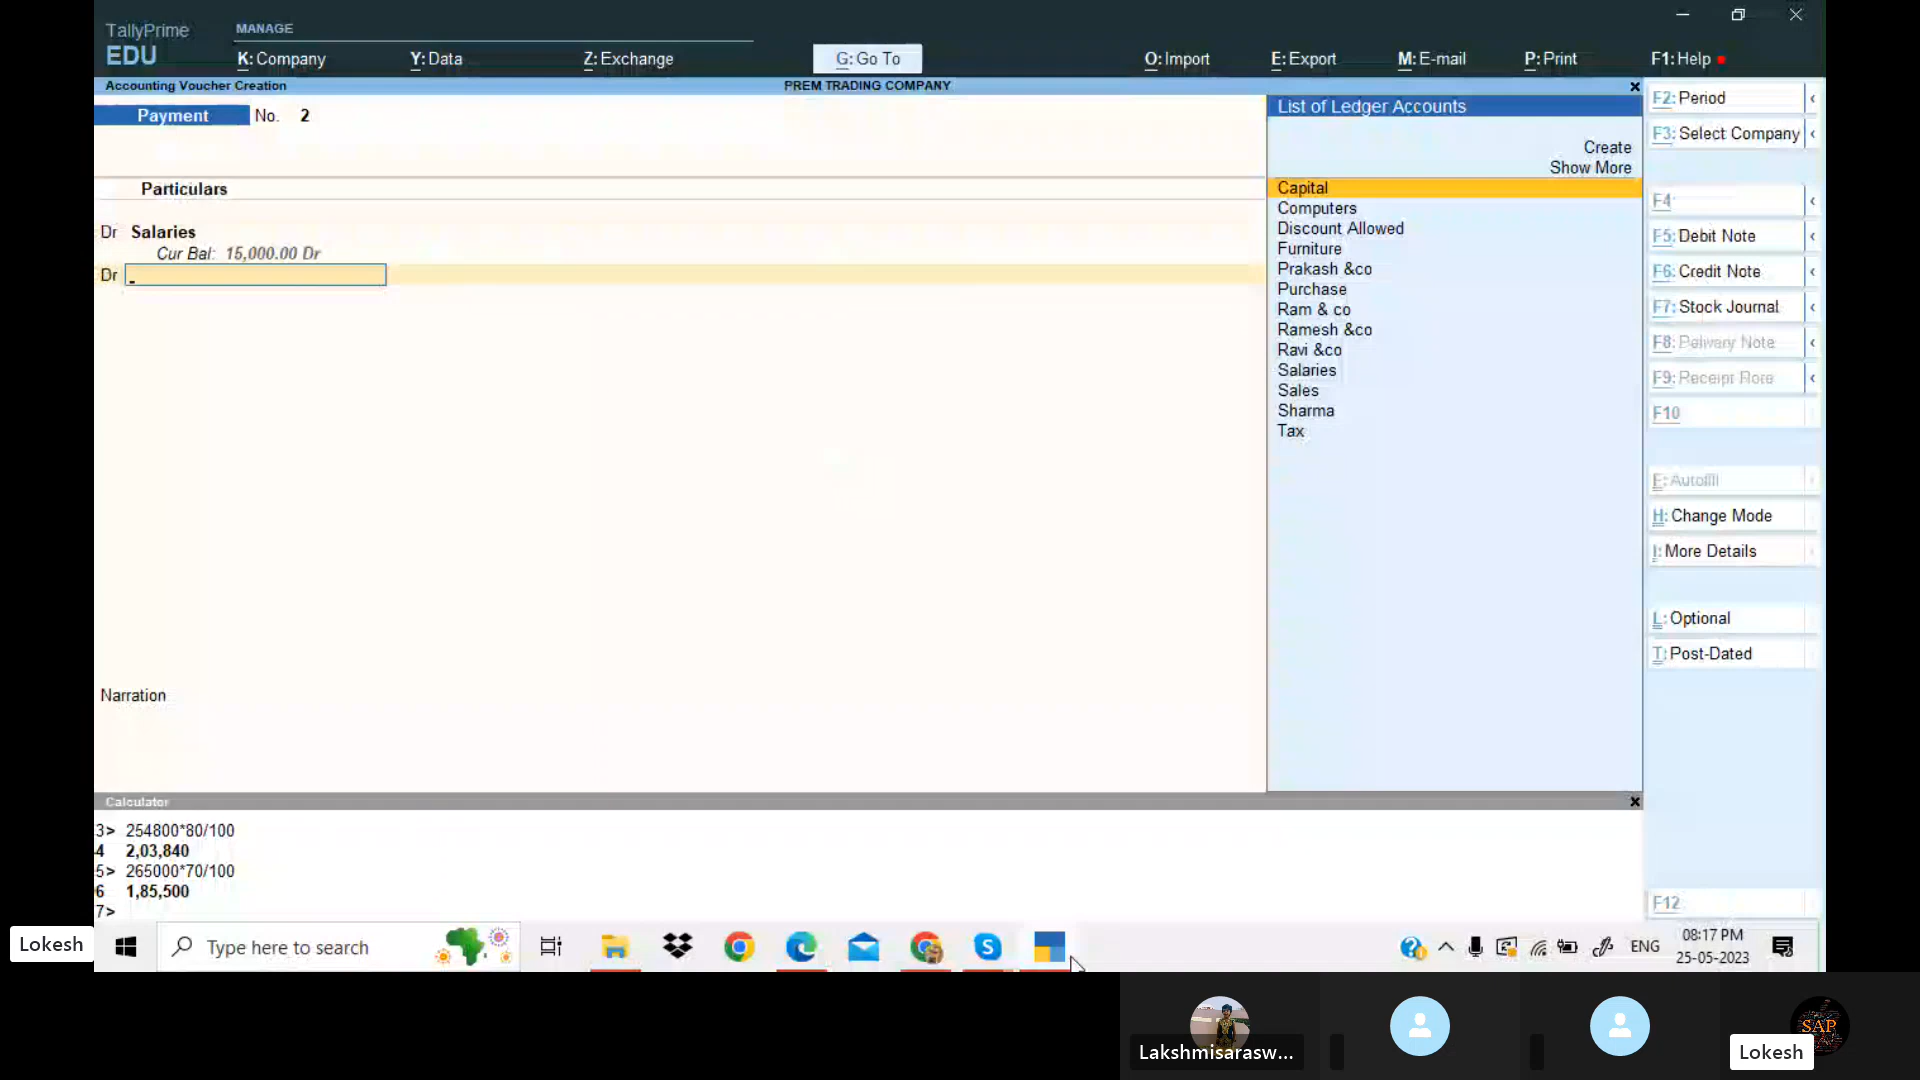 TallyPrime
EDU
MANAGE
K: Company
Y: Data
Z: Exchange
G: Go To
O: Import
E: Export
M: E-mail
P: Print
F1: Help
Accounting Voucher Creation
PREM TRADING COMPANY
Payment No. 2
Particulars
Dr Salaries
Cur Bal: 15,000.00 Dr
Dr
Narration
List of Ledger Accounts
Create
Show More
Capital
Computers
Discount Allowed
Furniture
Prakash &co
Purchase
Ram & co
Ramesh &co
Ravi &co
Salaries
Sales
Sharma
Tax
F2: Period
F3: Select Company
F4:
F5: Debit Note
F6: Credit Note
F7: Stock Journal
F8: Note
F9:
F10
E: Autofill
H: Change Mode
I: More Details
L: Optional
T: Post-Dated
F12
Calculator
3> 254800*80/100
4 2,03,840
5> 265000*70/100
6 1,85,500
7>
Lokesh
Type here to search
ENG
08:17 PM
25-05-2023
Lakshmisarasw...
SAP
Lokesh